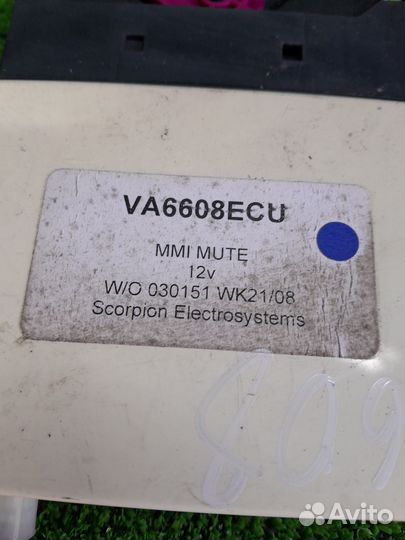 VA6608ECU
MMI MUTE
12v
W/O 030151 WK21/08
Scorpion Electrosystems
809
Avito